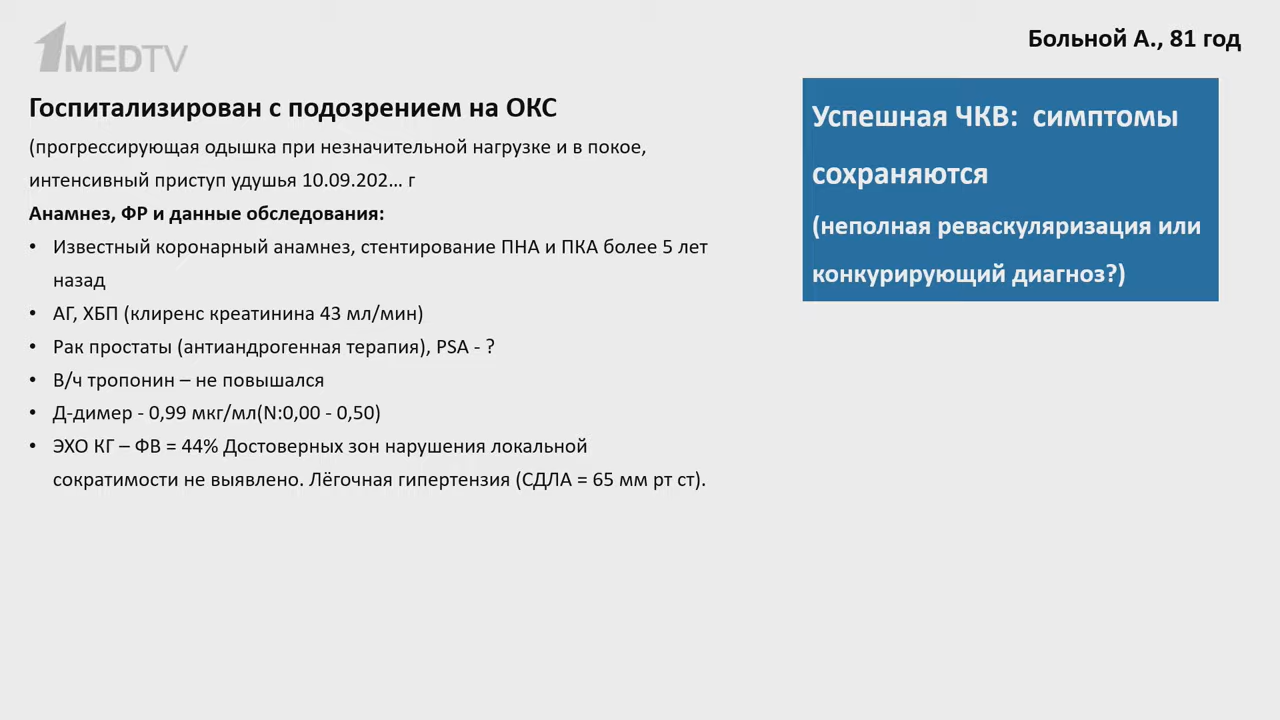 1MEDTV
Больной А., 81 год
Госпитализирован с подозрением на ОКС
(прогрессирующая одышка при незначительной нагрузке и в покое,
интенсивный приступ удушья 10.09.202... г
Анамнез, ФР и данные обследования:
• Известный коронарный анамнез, стентирование ПНА и ПКА более 5 лет
назад
• АГ, ХБП (клиренс креатинина 43 мл/мин)
• Рак простаты (антиандрогенная терапия), PSA - ?
• В/ч тропонин – не повышался
• Д-димер - 0,99 мкг/мл(N:0,00 - 0,50)
• ЭХО КГ – ФВ = 44% Достоверных зон нарушения локальной
сократимости не выявлено. Лёгочная гипертензия (СДЛА = 65 мм рт ст).
Успешная ЧКВ: симптомы
сохраняются
(неполная реваскуляризация или
конкурирующий диагноз?)